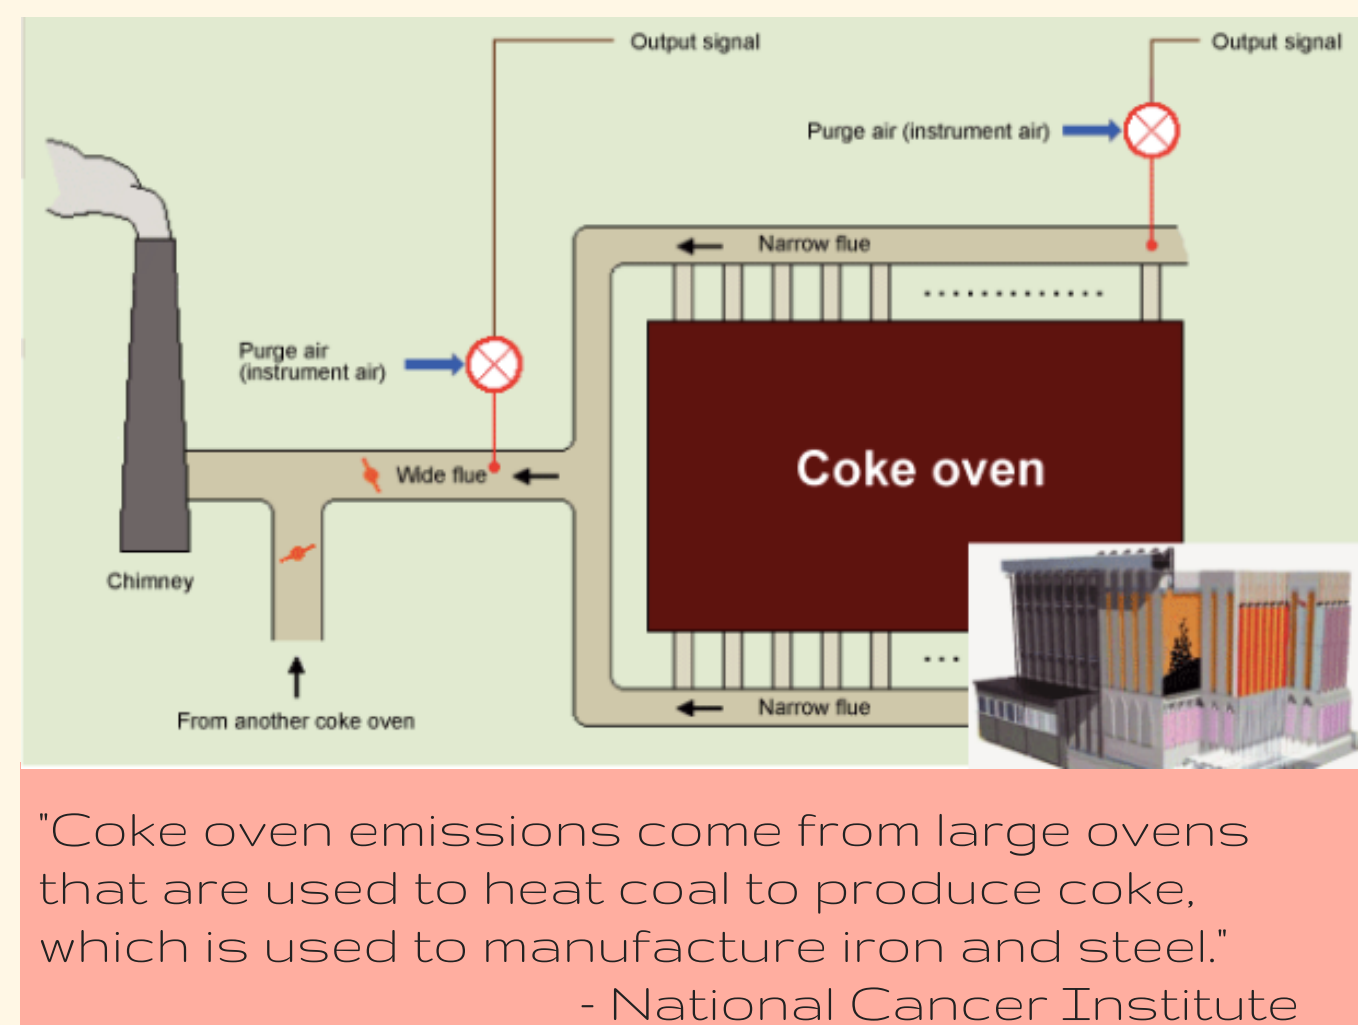 Output signal
Output signal
Purge air (instrument air)
Narrow flue
Purge air
(instrument air)
Coke oven
Wide flue
Chimney
Narrow flue
From another coke oven
"Coke oven emissions come from large ovens
that are used to heat coal to produce coke,
which is used to manufacture iron and steel."
- National Cancer Institute